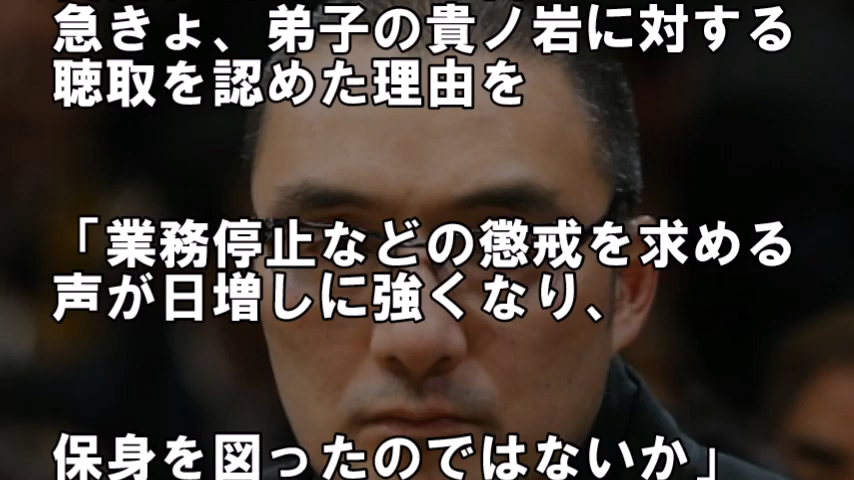 急きょ、弟子の貴ノ岩に対する
聴取を認めた理由を
「業務停止などの懲戒を求める
声が日増しに強くなり、
保身を図ったのではないか」